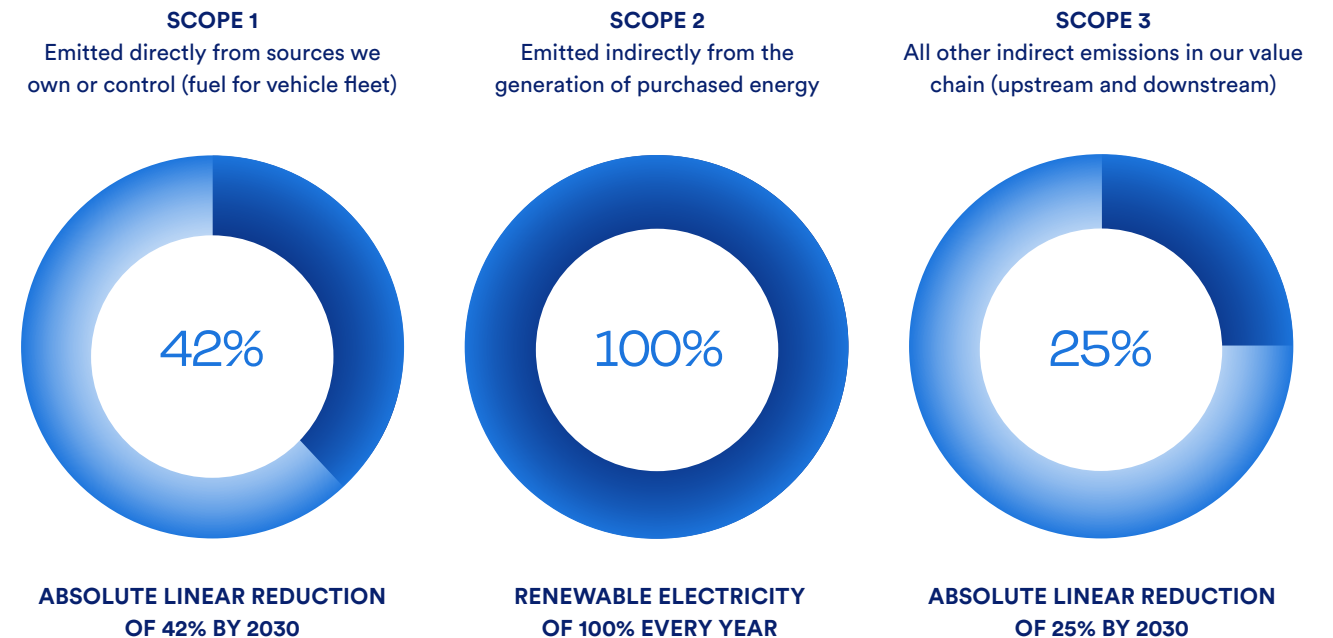 SCOPE 1
Emitted directly from sources we
own or control (fuel for vehicle fleet)
42%
ABSOLUTE LINEAR REDUCTION
OF 42% BY 2030
SCOPE 2
Emitted indirectly from the
generation of purchased energy
100%
RENEWABLE ELECTRICITY
OF 100% EVERY YEAR
SCOPE 3
All other indirect emissions in our value
chain (upstream and downstream)
25%
ABSOLUTE LINEAR REDUCTION
OF 25% BY 2030